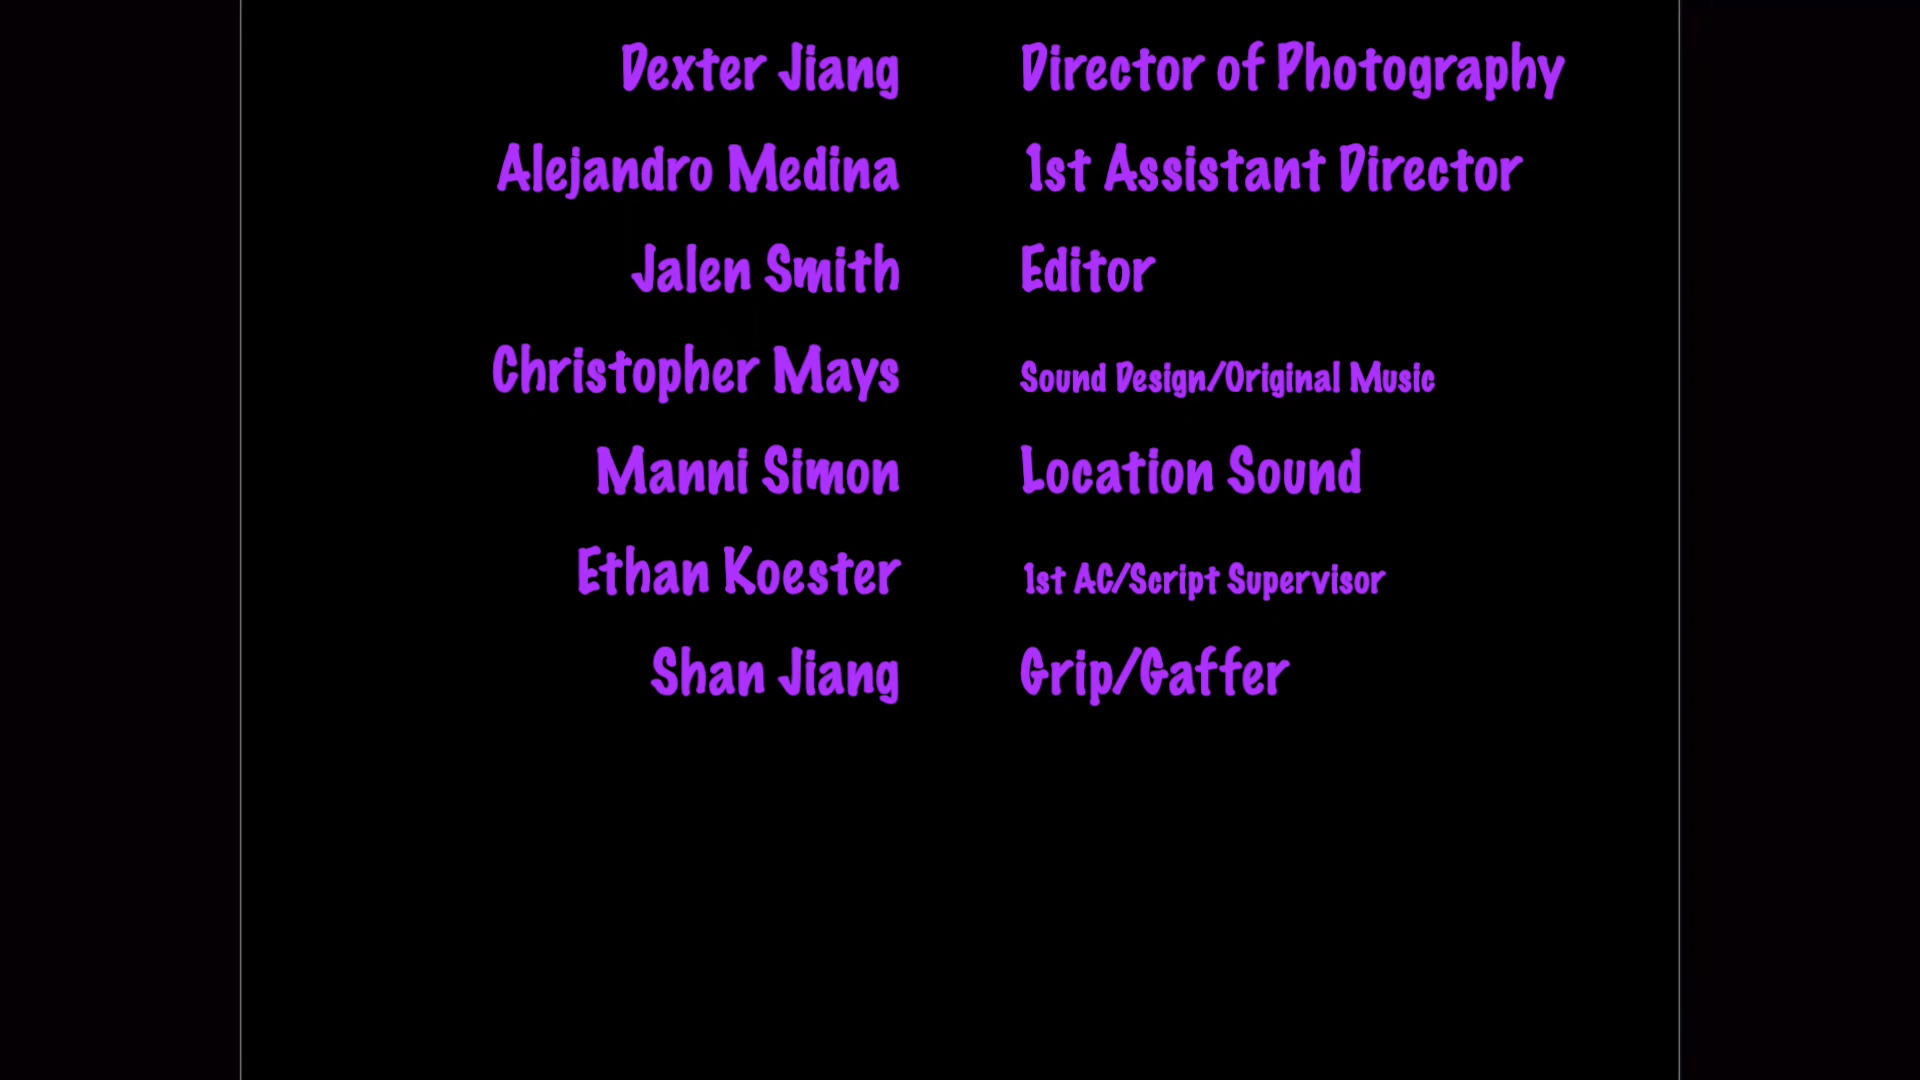 Dexter Jiang Director of Photography
Alejandro Medina 1st Assistant Director
Jalen Smith Editor
Christopher Mays Sound Design/Original Music
Manni Simon Location Sound
Ethan Koester 1st AC/Script Supervisor
Shan Jiang Grip/Gaffer